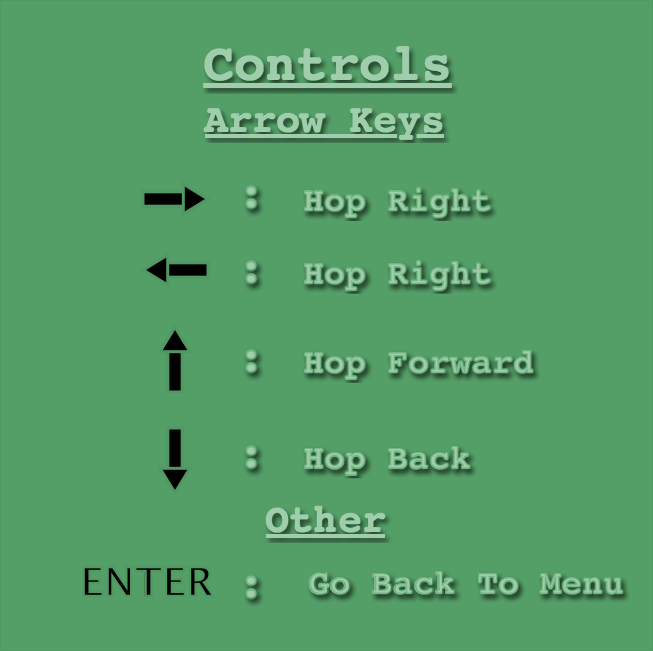 Controls
Arrow Keys
: Hop Right
: Hop Right
: Hop Forward
: Hop Back
Other
ENTER : Go Back To Menu